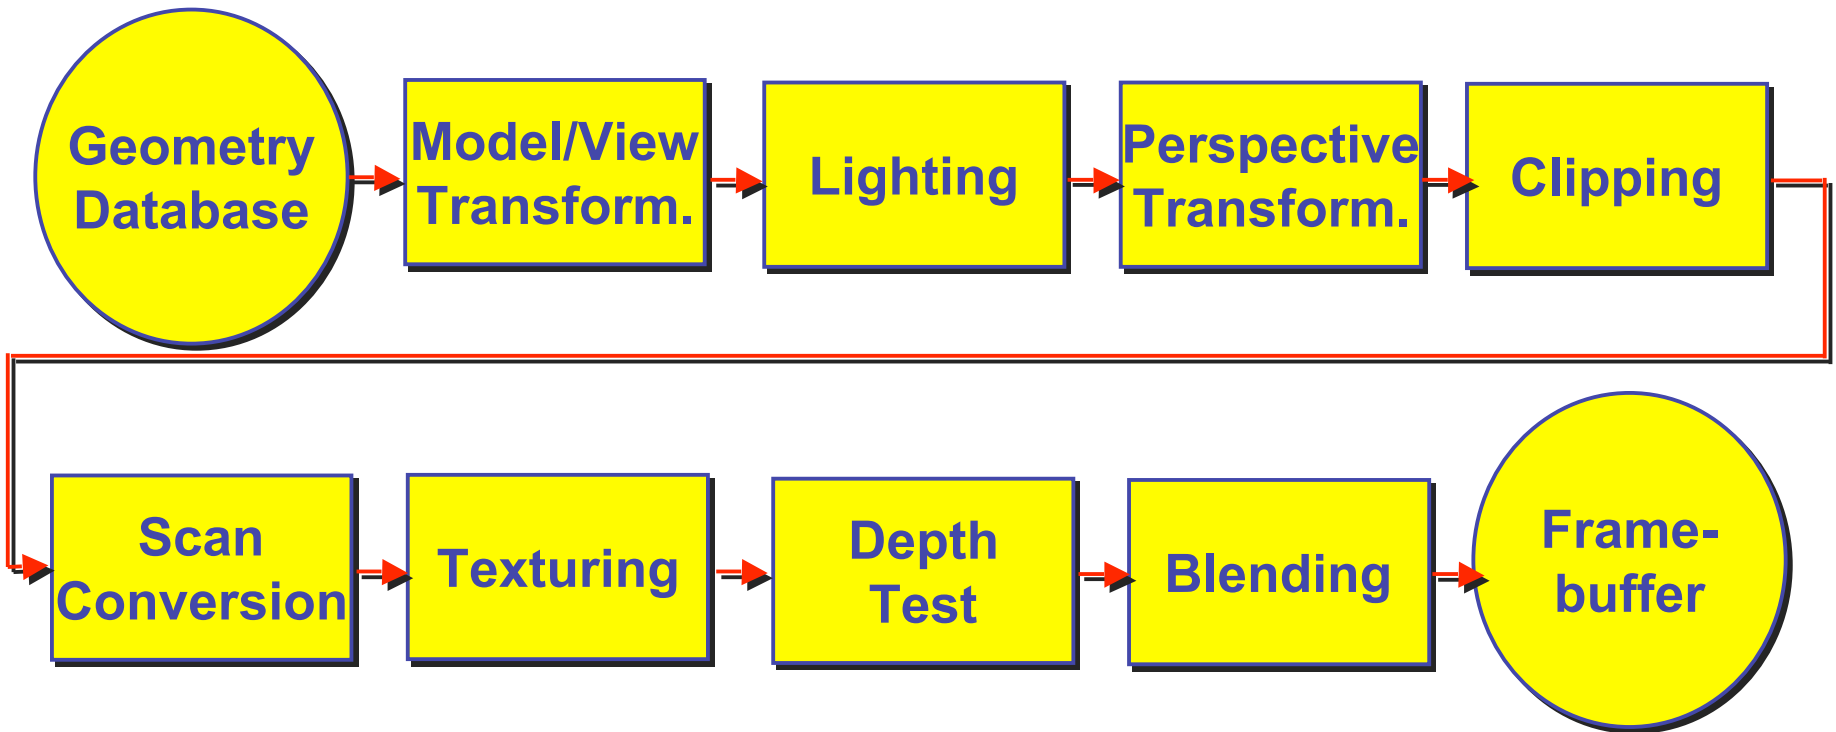 Geometry
Database
Model/View
Transform.
Lighting
Perspective
Transform.
Clipping
Scan
Conversion
Texturing
Depth
Test
Blending
Frame-
buffer